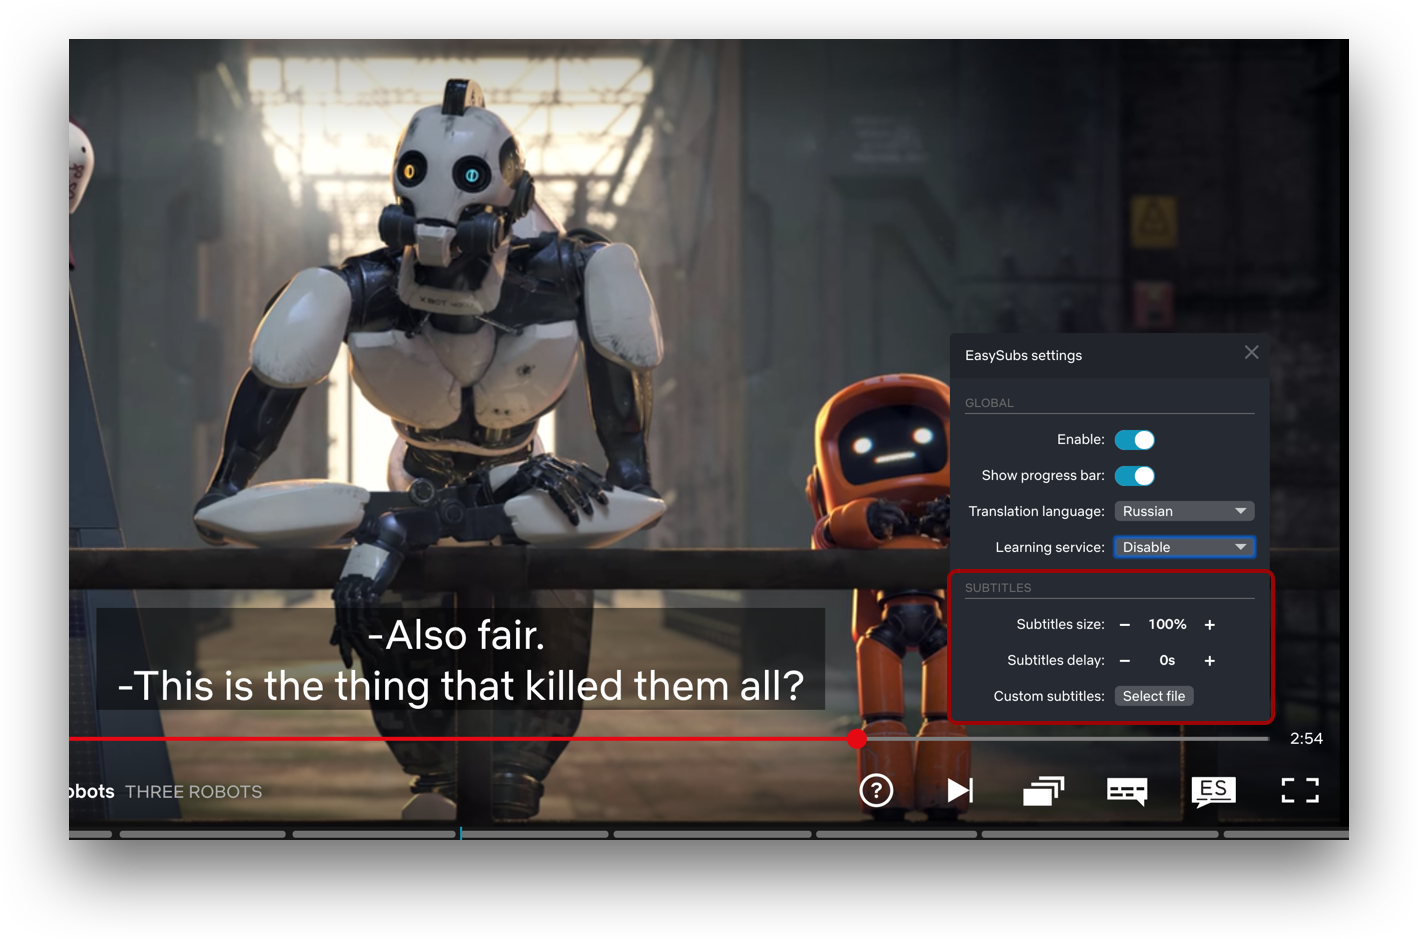 EasySubs settings
GLOBAL
Enable:
Show progress bar:
Translation language: Russian
Learning service: Disable
SUBTITLES
Subtitles size: − 100% +
Subtitles delay: − 0s +
Custom subtitles: Select file
-Also fair.
-This is the thing that killed them all?
2:54
obots THREE ROBOTS
?
ES